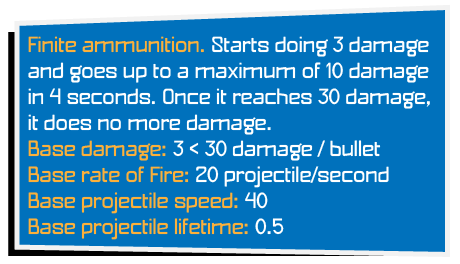 Finite ammunition. Starts doing 3 damage
and goes up to a maximum of 10 damage
in 4 seconds. Once it reaches 30 damage,
it does no more damage.
Base damage: 3 < 30 damage / bullet
Base rate of Fire: 20 projectile/second
Base projectile speed: 40
Base projectile lifetime: 0.5